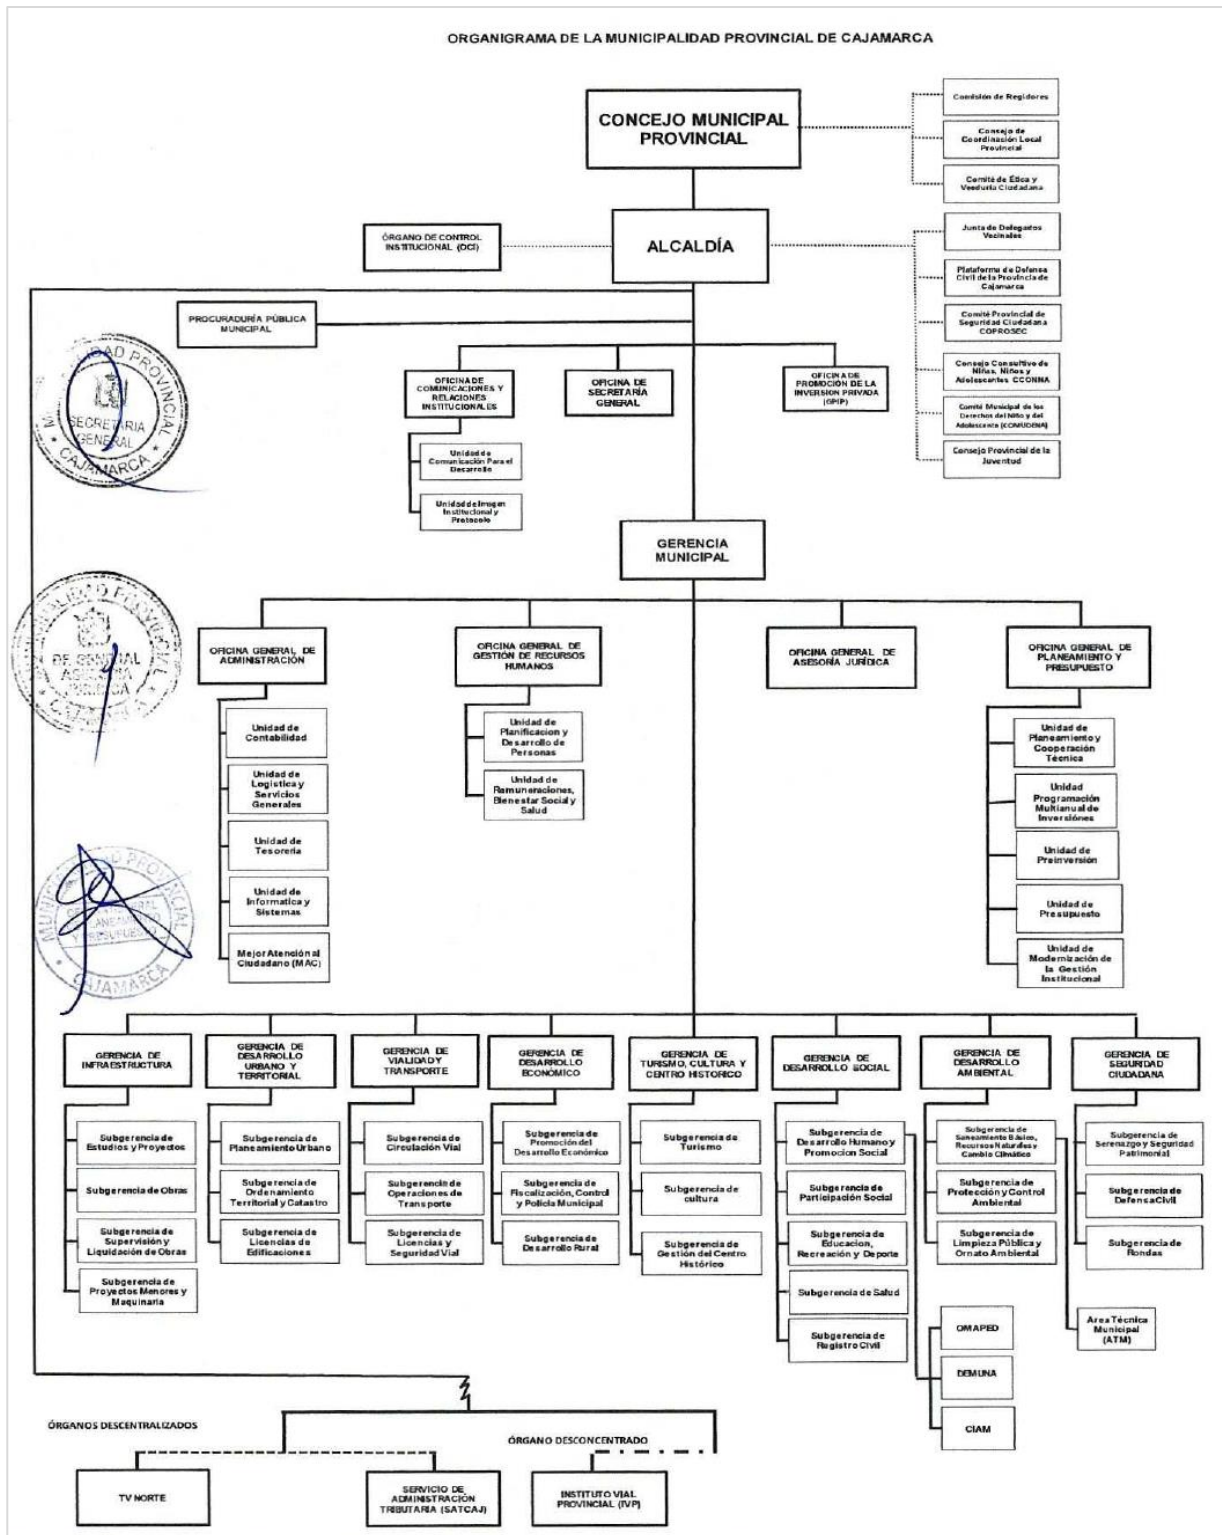 ORGANIGRAMA DE LA MUNICIPALIDAD PROVINCIAL DE CAJAMARCA
CONCEJO MUNICIPAL
PROVINCIAL
Comisión de Regidores
Consejo de
Coordinación Local
Provincial
Comité de Ética y
Veeduría Ciudadana
ÓRGANO DE CONTROL
INSTITUCIONAL (OCI)
ALCALDÍA
Junta de Delegados
Vecinales
Plataforma de Defensa
Civil de la Provincia de
Cajamarca
Comité Provincial de
Seguridad Ciudadana
COPROSEC
Consejo Consultivo de
Niñas, Niños y
Adolescentes CCONNA
Comité Municipal de los
Derechos del Niño y del
Adolescente (COMUDENA)
Consejo Provincial de la
Juventud
PROCURADURÍA PÚBLICA
MUNICIPAL
OFICINA DE
COMUNICACIONES Y
RELACIONES
INSTITUCIONALES
OFICINA DE
SECRETARÍA
GENERAL
OFICINA DE
PROMOCIÓN DE LA
INVERSION PRIVADA (GPIP)
Unidad de
Comunicación Para el
Desarrollo
Unidad de Imagen
Institucional y
Protocolo
MUNICIPALIDAD PROVINCIAL
SECRETARIA
GENERAL
CAJAMARCA
GERENCIA
MUNICIPAL
OFICINA GENERAL DE
ADMINISTRACIÓN
OFICINA GENERAL DE
GESTIÓN DE RECURSOS
HUMANOS
OFICINA GENERAL DE
ASESORÍA JURÍDICA
OFICINA GENERAL DE
PLANEAMIENTO Y
PRESUPUESTO
Unidad de
Contabilidad
Unidad de
Logística y
Servicios
Generales
Unidad de
Tesorería
Unidad de
Informatica y
Sistemas
Mejor Atención al
Ciudadano (MAC)
Unidad de
Planificacion y
Desarrollo de
Personas
Unidad de
Remuneraciones,
Bienestar Social y
Salud
Unidad de
Planeamiento y
Cooperación
Técnica
Unidad
Programación
Multianual de
Inversiónes
Unidad de
Preinversión
Unidad de
Presupuesto
Unidad de
Modernización de
la Gestión
Institucional
MUNICIPALIDAD PROVINCIAL
PLANEAMIENTO
Y PRESUPUESTO
CAJAMARCA
GERENCIA DE
INFRAESTRUCTURA
Subgerencia de
Estudios y Proyectos
Subgerencia de Obras
Subgerencia de
Supervisión y
Liquidación de Obras
Subgerencia de
Proyectos Menores y
Maquinaria
GERENCIA DE
DESARROLLO
URBANO Y
TERRITORIAL
Subgerencia de
Planeamiento Urbano
Subgerencia de
Ordenamiento
Territorial y Catastro
Subgerencia de
Licencias de
Edificaciones
GERENCIA DE
VIALIDAD Y
TRANSPORTE
Subgerencia de
Circulación Vial
Subgerencia de
Operaciones de
Transporte
Subgerencia de
Licencias y
Seguridad Vial
GERENCIA DE
DESARROLLO
ECONÓMICO
Subgerencia de
Promoción del
Desarrollo Económico
Subgerencia de
Fiscalización, Control
y Policía Municipal
Subgerencia de
Desarrollo Rural
GERENCIA DE
TURISMO, CULTURA Y
CENTRO HISTORICO
Subgerencia de
Turismo
Subgerencia de
cultura
Subgerencia de
Gestión del Centro
Histórico
GERENCIA DE
DESARROLLO SOCIAL
Subgerencia de
Desarrollo Humano y
Promocion Social
Subgerencia de
Participación Social
Subgerencia de
Educacion,
Recreación y Deporte
Subgerencia de Salud
Subgerencia de
Registro Civil
OMAPED
DEMUNA
CIAM
GERENCIA DE
DESARROLLO
AMBIENTAL
Subgerencia de
Saneamiento Básico,
Recursos Naturales y
Cambio Climático
Subgerencia de
Protección y Control
Ambiental
Subgerencia de
Limpieza Pública y
Ornato Ambiental
Area Técnica
Municipal
(ATM)
GERENCIA DE
SEGURIDAD
CIUDADANA
Subgerencia de
Serenazgo y Seguridad
Patrimonial
Subgerencia de
Defensa Civil
Subgerencia de
Rondas
ÓRGANOS DESCENTRALIZADOS
ÓRGANO DESCONCENTRADO
TV NORTE
SERVICIO DE
ADMINISTRACIÓN
TRIBUTARIA (SATCAJ)
INSTITUTO VIAL
PROVINCIAL (IVP)